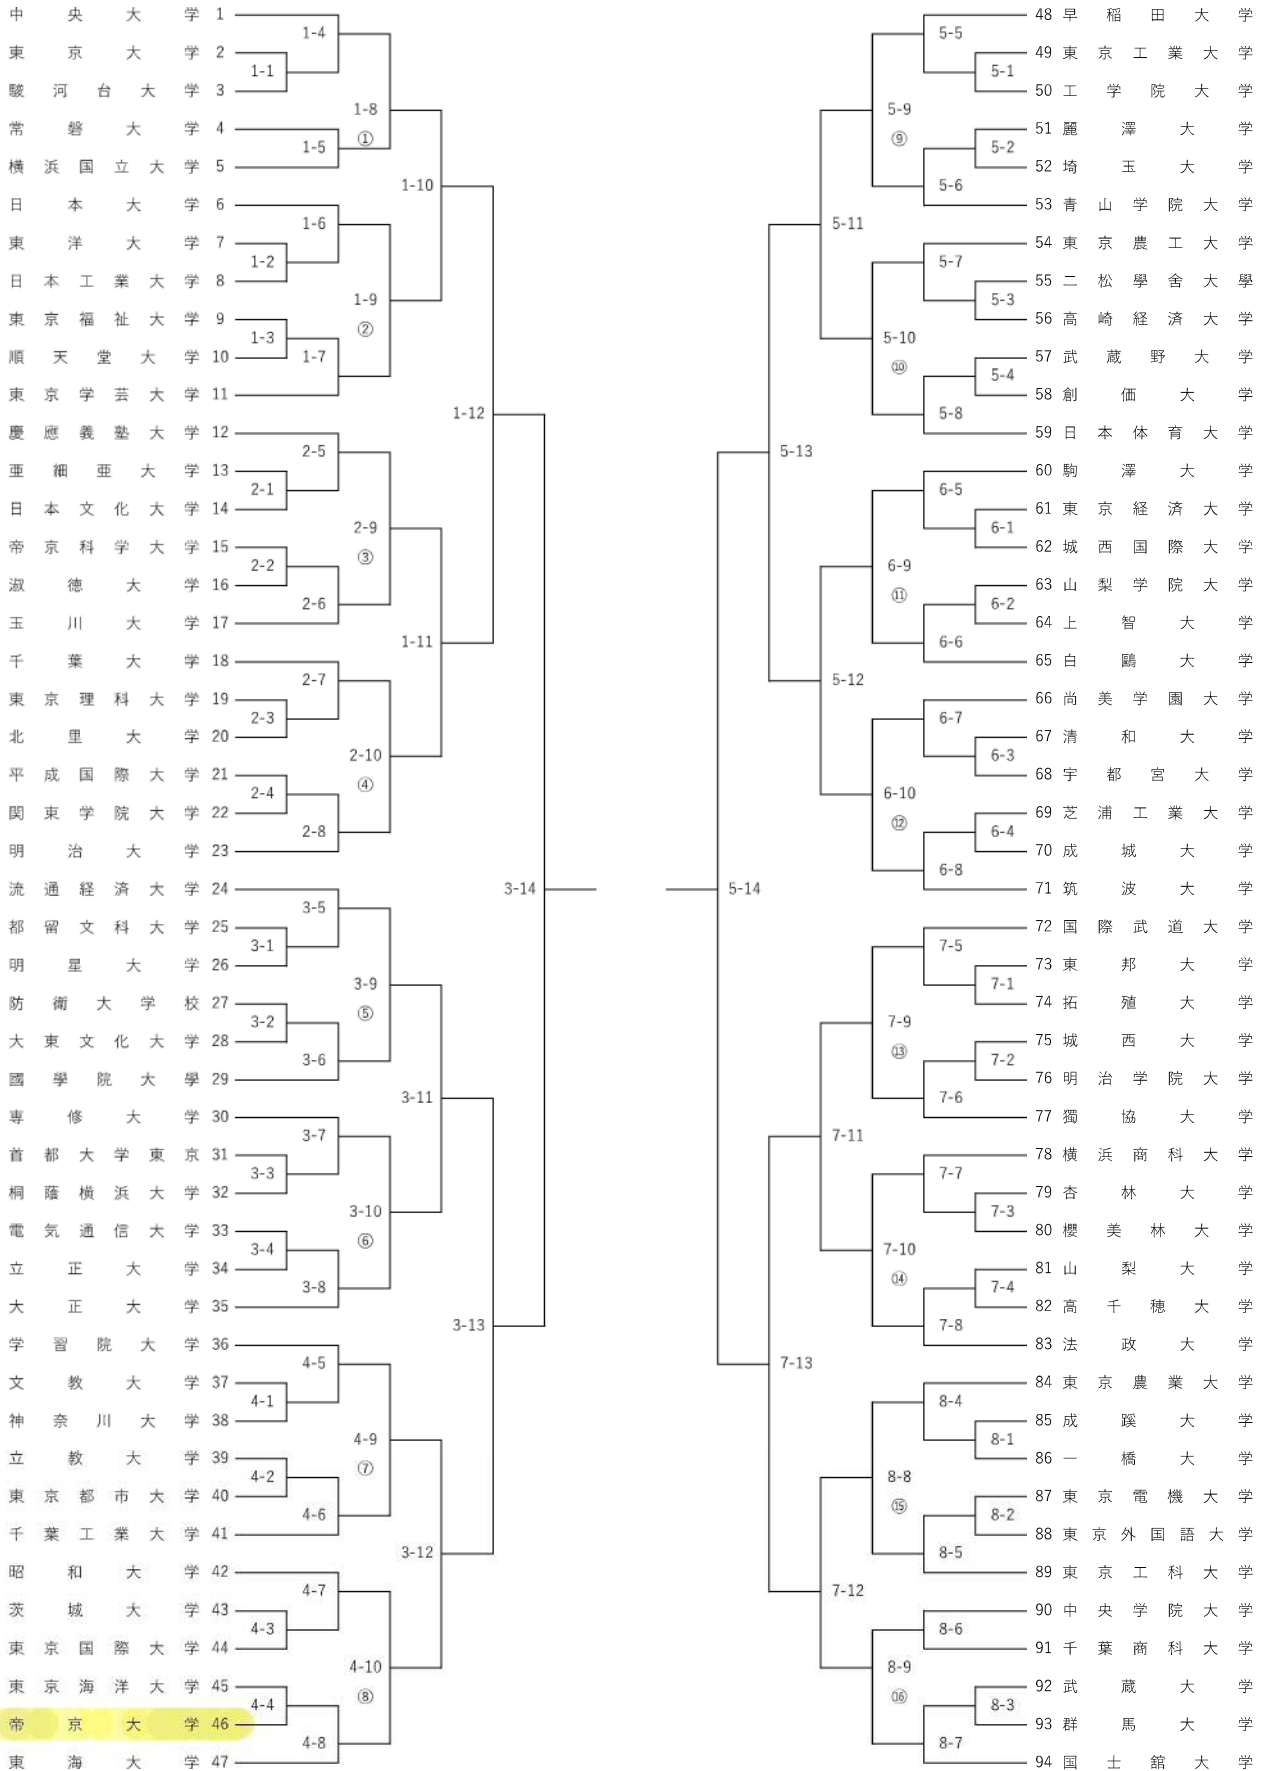 中央大学 1
東京大学 2
駿河台大学 3
常磐大学 4
横浜国立大学 5
日本大学 6
東洋大学 7
日本工業大学 8
東京福祉大学 9
順天堂大学 10
東京学芸大学 11
慶應義塾大学 12
亜細亜大学 13
日本文化大学 14
帝京科学大学 15
淑徳大学 16
玉川大学 17
千葉大学 18
東京理科大学 19
北里大学 20
平成国際大学 21
関東学院大学 22
明治大学 23
流通経済大学 24
都留文科大学 25
明星大学 26
防衛大学校 27
大東文化大学 28
國學院大學 29
専修大学 30
首都大学東京 31
桐蔭横浜大学 32
電気通信大学 33
立正大学 34
大正大学 35
学習院大学 36
文教大学 37
神奈川大学 38
立教大学 39
東京都市大学 40
千葉工業大学 41
昭和大学 42
茨城大学 43
東京国際大学 44
東京海洋大学 45
帝京大学 46
東海大学 47
1-1
1-2
1-3
2-1
2-2
2-3
2-4
3-1
3-2
3-3
3-4
4-1
4-2
4-3
4-4
1-4
1-5
1-6
1-7
2-5
2-6
2-7
2-8
3-5
3-6
3-7
3-8
4-5
4-6
4-7
4-8
1-8
①
1-9
②
2-9
③
2-10
④
3-9
⑤
3-10
⑥
4-9
⑦
4-10
⑧
1-10
1-11
3-11
3-12
1-12
3-13
3-14
5-14
5-13
7-13
5-11
5-12
7-11
7-12
5-9
⑨
5-10
⑩
6-9
⑪
6-10
⑫
7-9
⑬
7-10
⑭
8-8
⑮
8-9
⑯
5-5
5-6
5-7
5-8
6-5
6-6
6-7
6-8
7-5
7-6
7-7
7-8
8-4
8-5
8-6
8-7
5-1
5-2
5-3
5-4
6-1
6-2
6-3
6-4
7-1
7-2
7-3
7-4
8-1
8-2
8-3
48 早稲田大学
49 東京工業大学
50 工学院大学
51 麗澤大学
52 埼玉大学
53 青山学院大学
54 東京農工大学
55 二松學舍大學
56 高崎経済大学
57 武蔵野大学
58 創価大学
59 日本体育大学
60 駒澤大学
61 東京経済大学
62 城西国際大学
63 山梨学院大学
64 上智大学
65 白鷗大学
66 尚美学園大学
67 清和大学
68 宇都宮大学
69 芝浦工業大学
70 成城大学
71 筑波大学
72 国際武道大学
73 東邦大学
74 拓殖大学
75 城西大学
76 明治学院大学
77 獨協大学
78 横浜商科大学
79 杏林大学
80 櫻美林大学
81 山梨大学
82 高千穂大学
83 法政大学
84 東京農業大学
85 成蹊大学
86 一橋大学
87 東京電機大学
88 東京外国語大学
89 東京工科大学
90 中央学院大学
91 千葉商科大学
92 武蔵大学
93 群馬大学
94 国士舘大学